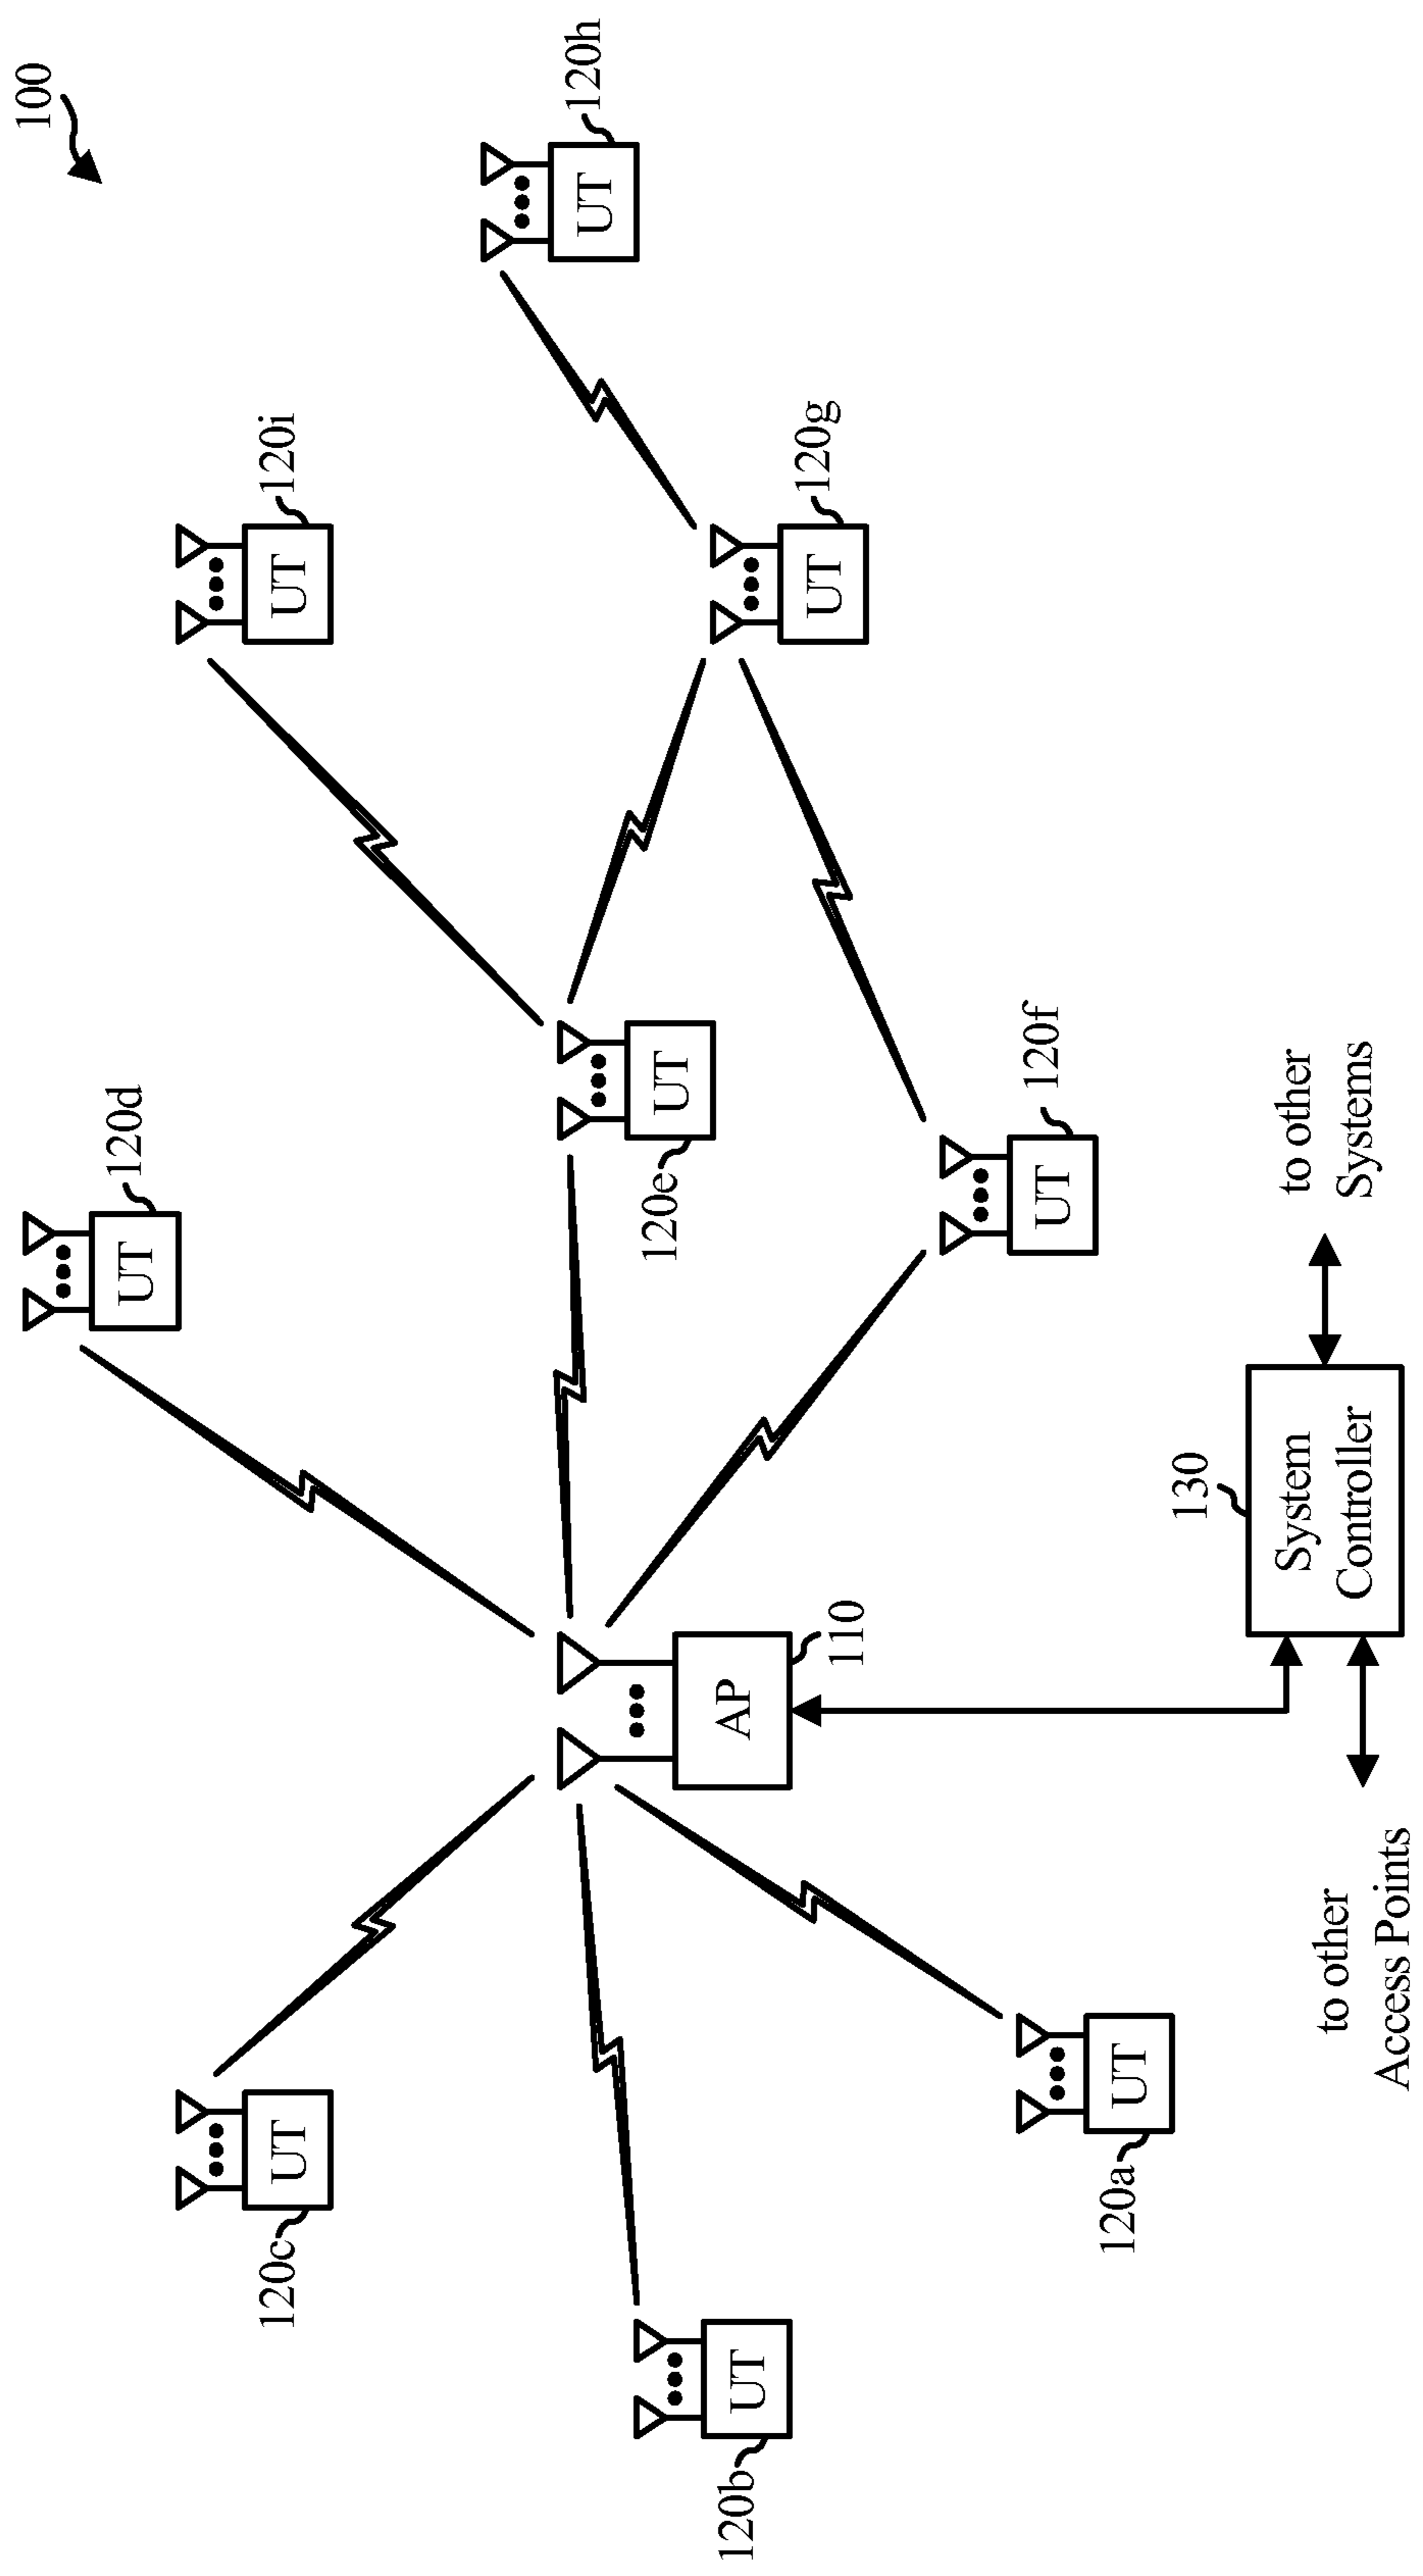 100
120d
UT
120i
UT
120c
UT
120h
UT
120e
UT
120g
UT
120b
UT
AP
110
120f
UT
120a
UT
130
System
Controller
to other
Systems
to other
Access Points